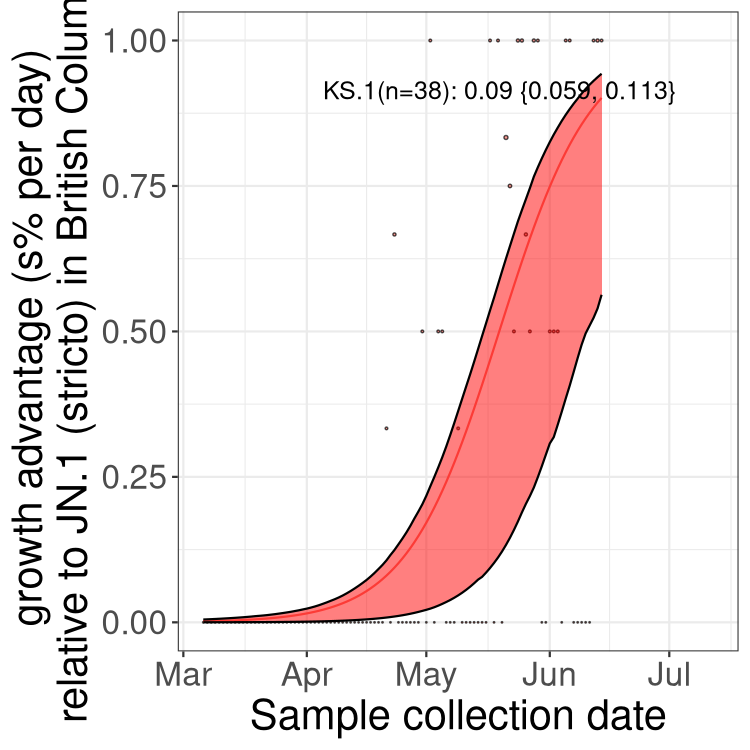 growth advantage (s% per day)
relative to JN.1 (stricto) in British Colum
1.00
0.75
0.50
0.25
0.00
KS.1(n=38): 0.09 {0.059, 0.113}
Mar Apr May Jun Jul
Sample collection date